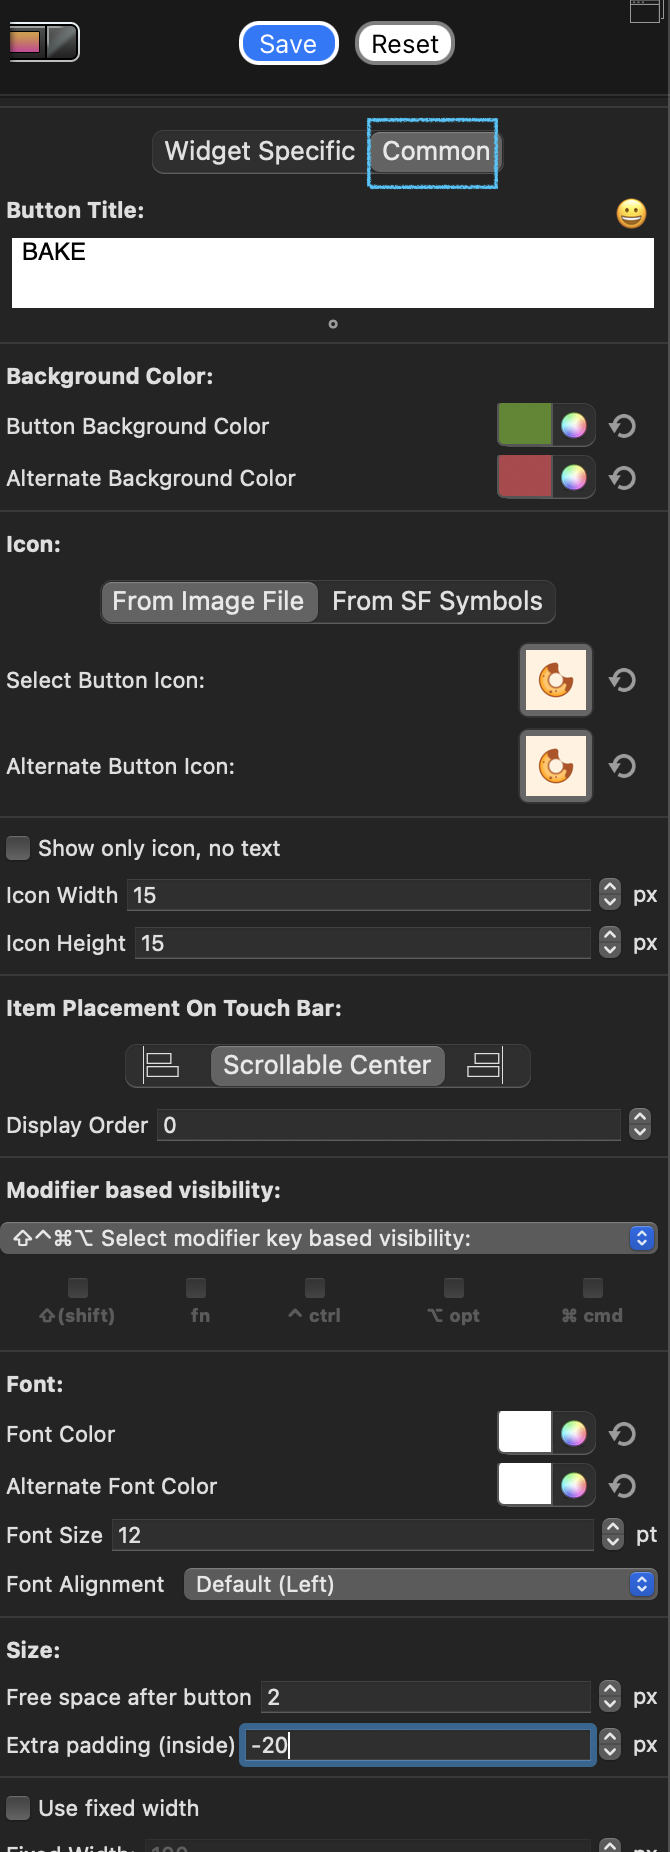 Save Reset
Widget Specific Common
Button Title:
BAKE
Background Color:
Button Background Color
Alternate Background Color
Icon:
From Image File From SF Symbols
Select Button Icon:
Alternate Button Icon:
Show only icon, no text
Icon Width 15 px
Icon Height 15 px
Item Placement On Touch Bar:
Scrollable Center
Display Order 0
Modifier based visibility:
⇧^⌘⌥ Select modifier key based visibility:
⇧(shift) fn ^ ctrl ⌥ opt ⌘ cmd
Font:
Font Color
Alternate Font Color
Font Size 12 pt
Font Alignment Default (Left)
Size:
Free space after button 2 px
Extra padding (inside) -20 px
Use fixed width
Fixed Width: 100 px